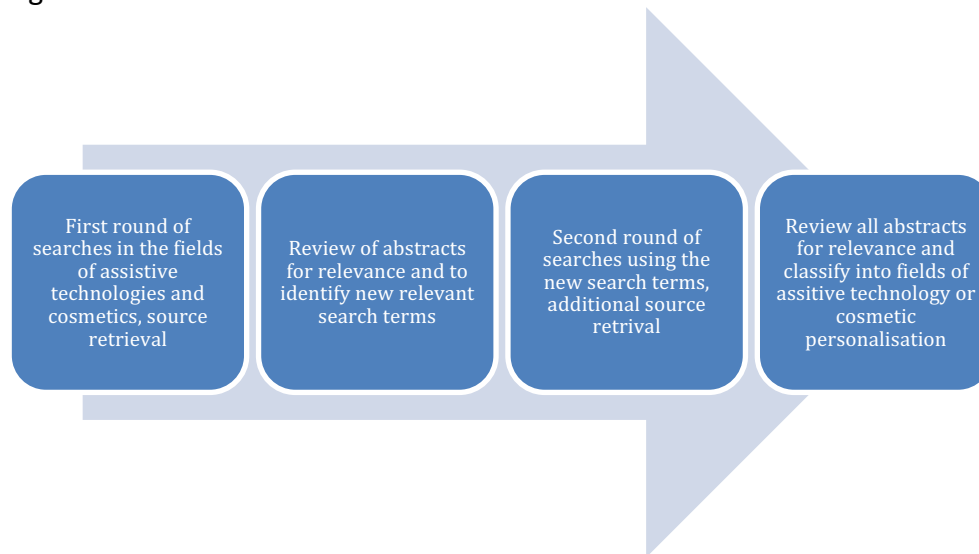 First round of
searches in the fields
of assistive
technologies and
cosmetics, source
retrieval
Review of abstracts
for relevance and to
identify new relevant
search terms
Second round of
searches using the
new search terms,
additional source
retrival
Review all abstracts
for relevance and
classify into fields of
assitive technology or
cosmetic
personalisation